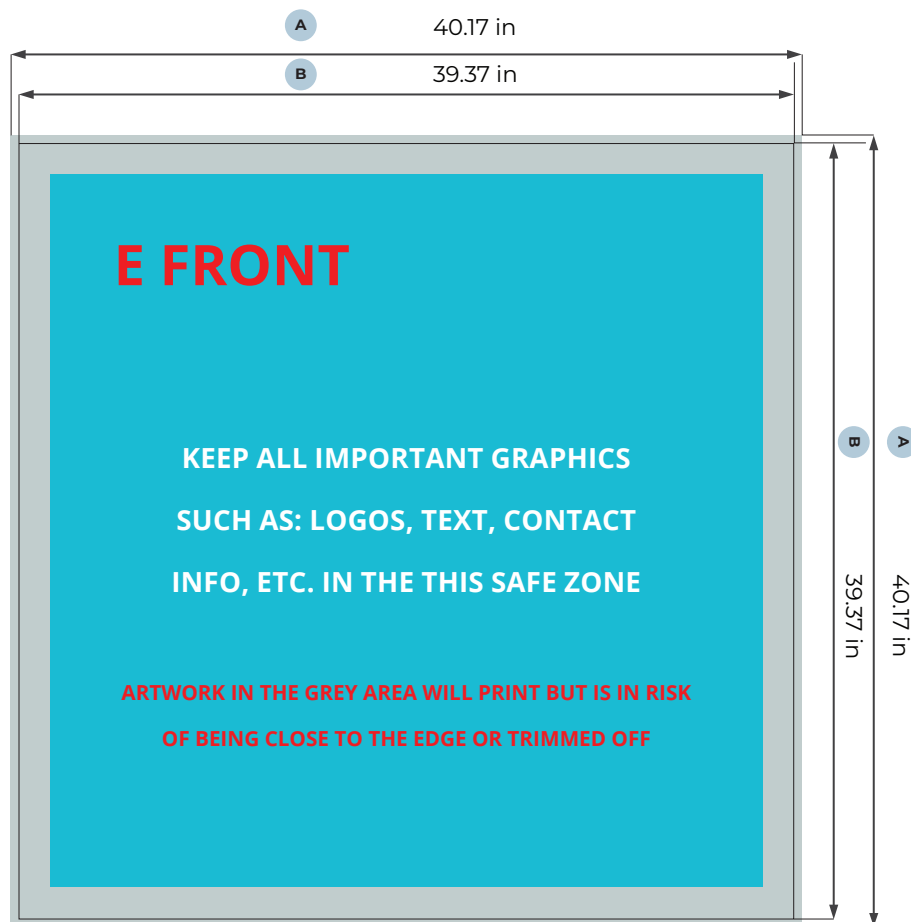 A 40.17 in
B 39.37 in
E FRONT
KEEP ALL IMPORTANT GRAPHICS
SUCH AS: LOGOS, TEXT, CONTACT
INFO, ETC. IN THE THIS SAFE ZONE
ARTWORK IN THE GREY AREA WILL PRINT BUT IS IN RISK
OF BEING CLOSE TO THE EDGE OR TRIMMED OFF
B 39.37 in
A 40.17 in